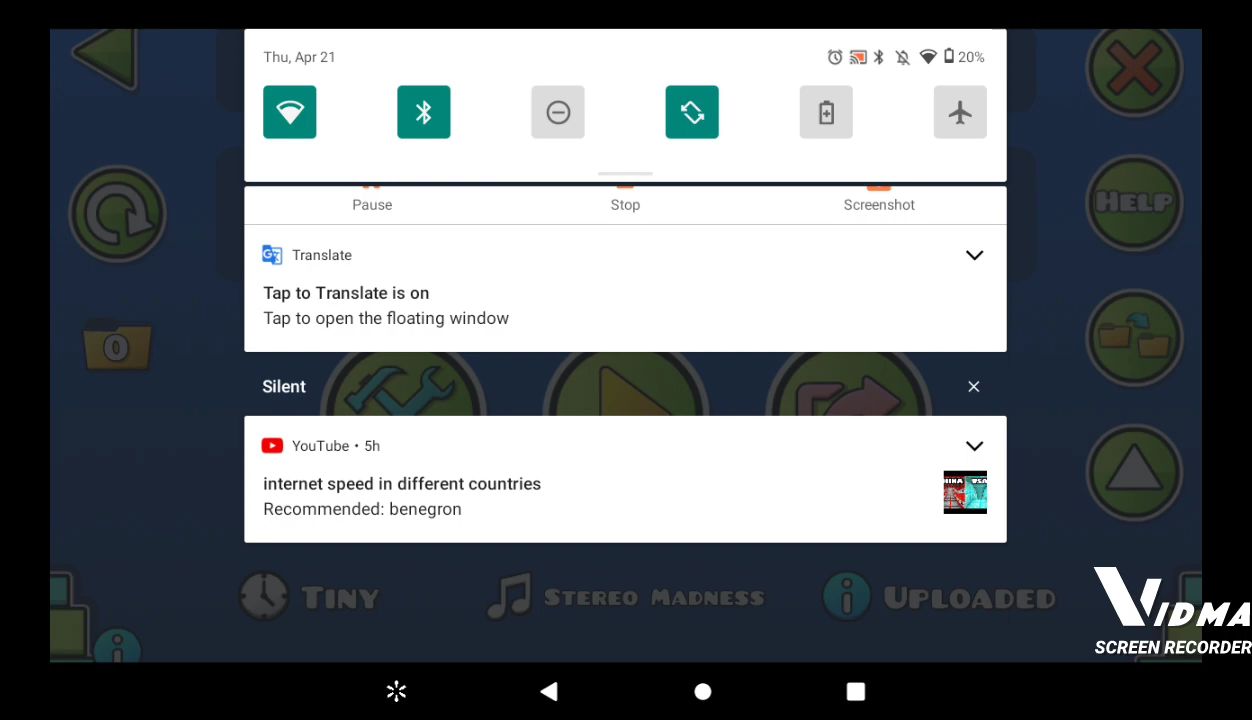 Thu, Apr 21
20%
Pause Stop Screenshot
Translate
Tap to Translate is on
Tap to open the floating window
Silent
YouTube • 5h
internet speed in different countries
Recommended: benegron
HELP
0
TINY STEREO MADNESS UPLOADED
VIDMA
SCREEN RECORDER